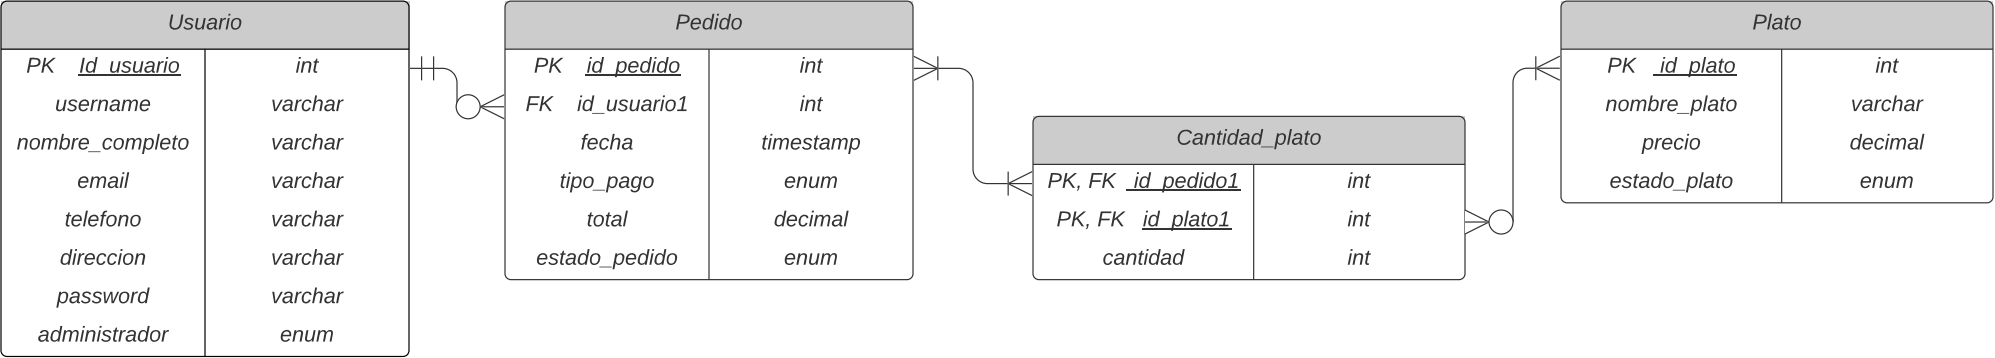 Usuario
PK Id_usuario int
username varchar
nombre_completo varchar
email varchar
telefono varchar
direccion varchar
password varchar
administrador enum
Pedido
PK id_pedido int
FK id_usuario1 int
fecha timestamp
tipo_pago enum
total decimal
estado_pedido enum
Cantidad_plato
PK, FK id_pedido1 int
PK, FK id_plato1 int
cantidad int
Plato
PK id_plato int
nombre_plato varchar
precio decimal
estado_plato enum